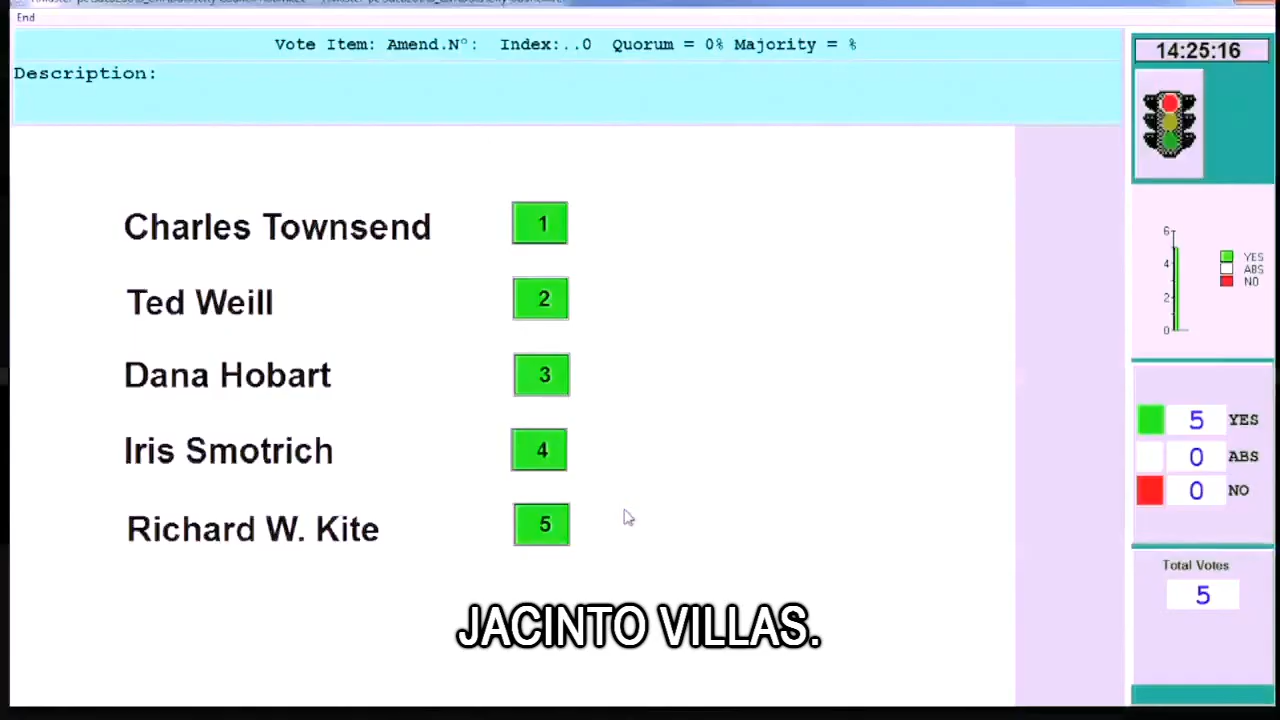 End
Vote Item: Amend.N°: Index:..0 Quorum = 0% Majority = %
Description:
14:25:16
Charles Townsend 1
Ted Weill 2
Dana Hobart 3
Iris Smotrich 4
Richard W. Kite 5
6
4
2
0
YES
ABS
NO
5 YES
0 ABS
0 NO
Total Votes
5
JACINTO VILLAS.